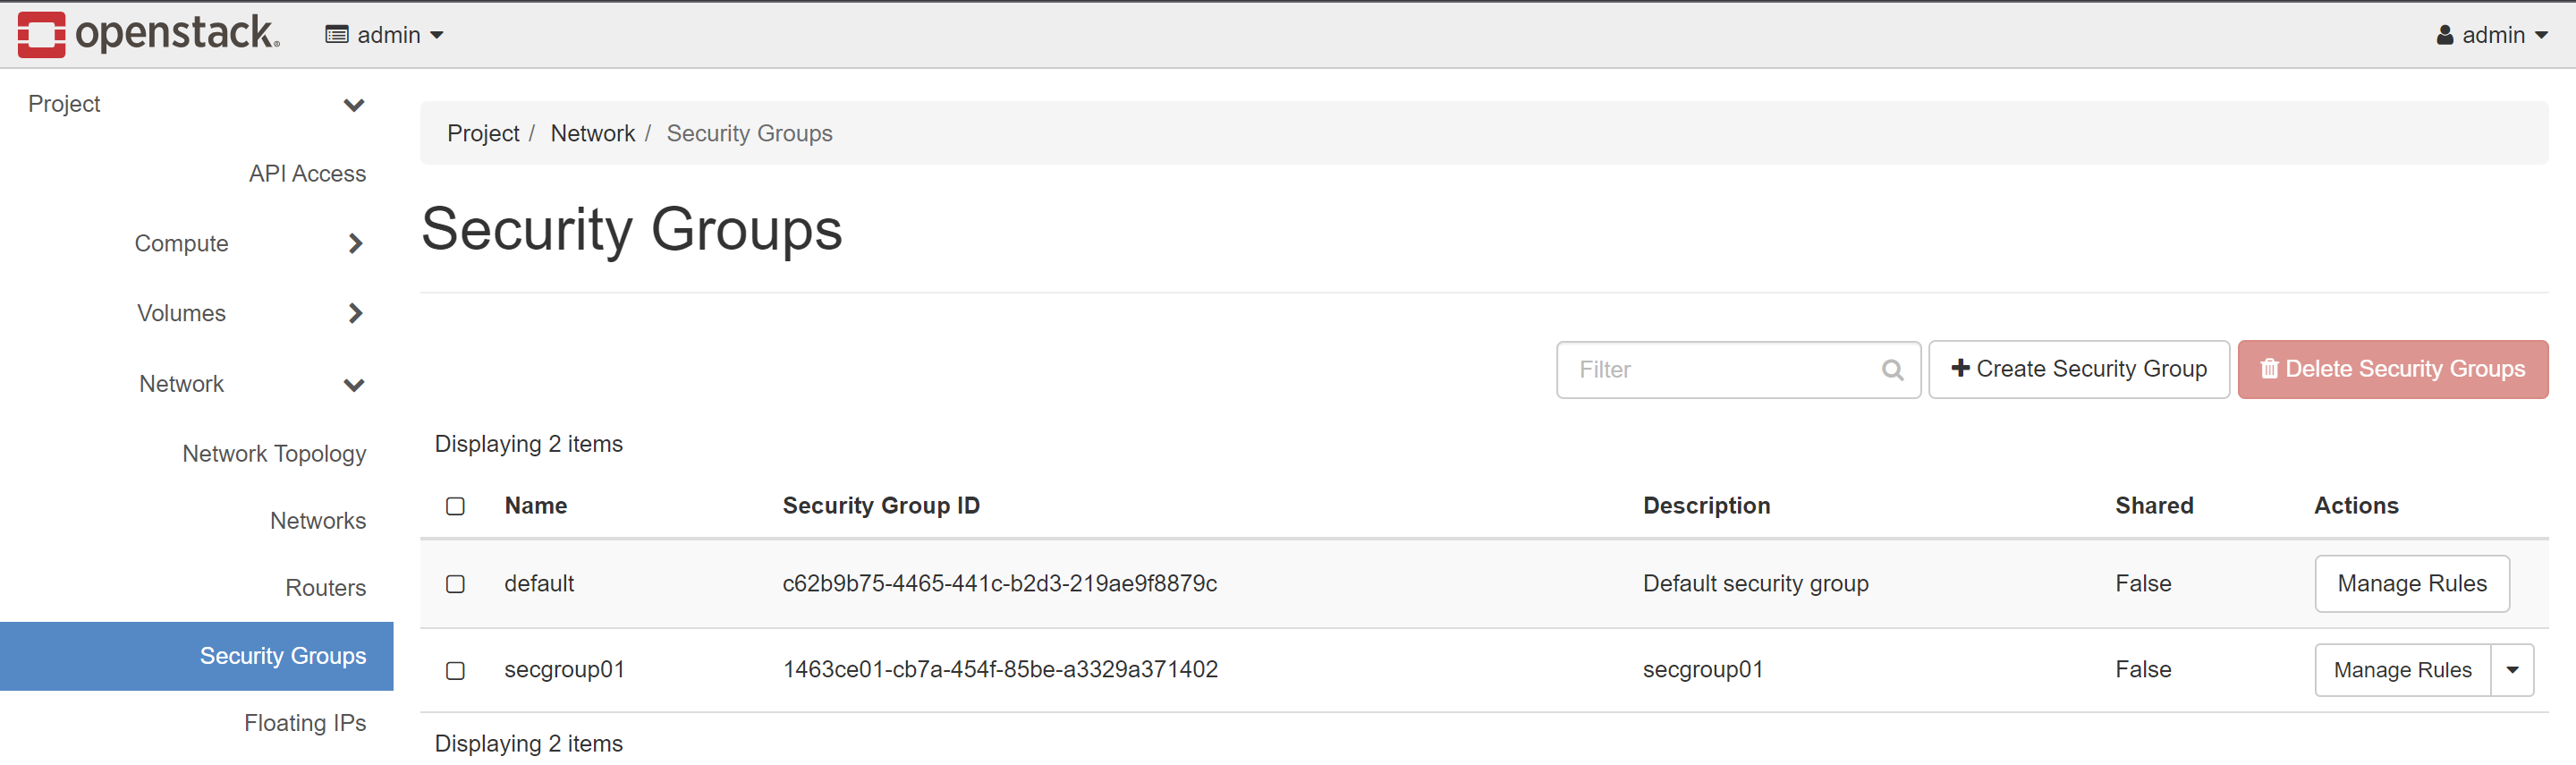 openstack. admin admin
Project
API Access
Compute
Volumes
Network
Network Topology
Networks
Routers
Security Groups
Floating IPs
Project / Network / Security Groups
Security Groups
Filter Create Security Group Delete Security Groups
Displaying 2 items
Name Security Group ID Description Shared Actions
default c62b9b75-4465-441c-b2d3-219ae9f8879c Default security group False Manage Rules
secgroup01 1463ce01-cb7a-454f-85be-a3329a371402 secgroup01 False Manage Rules
Displaying 2 items